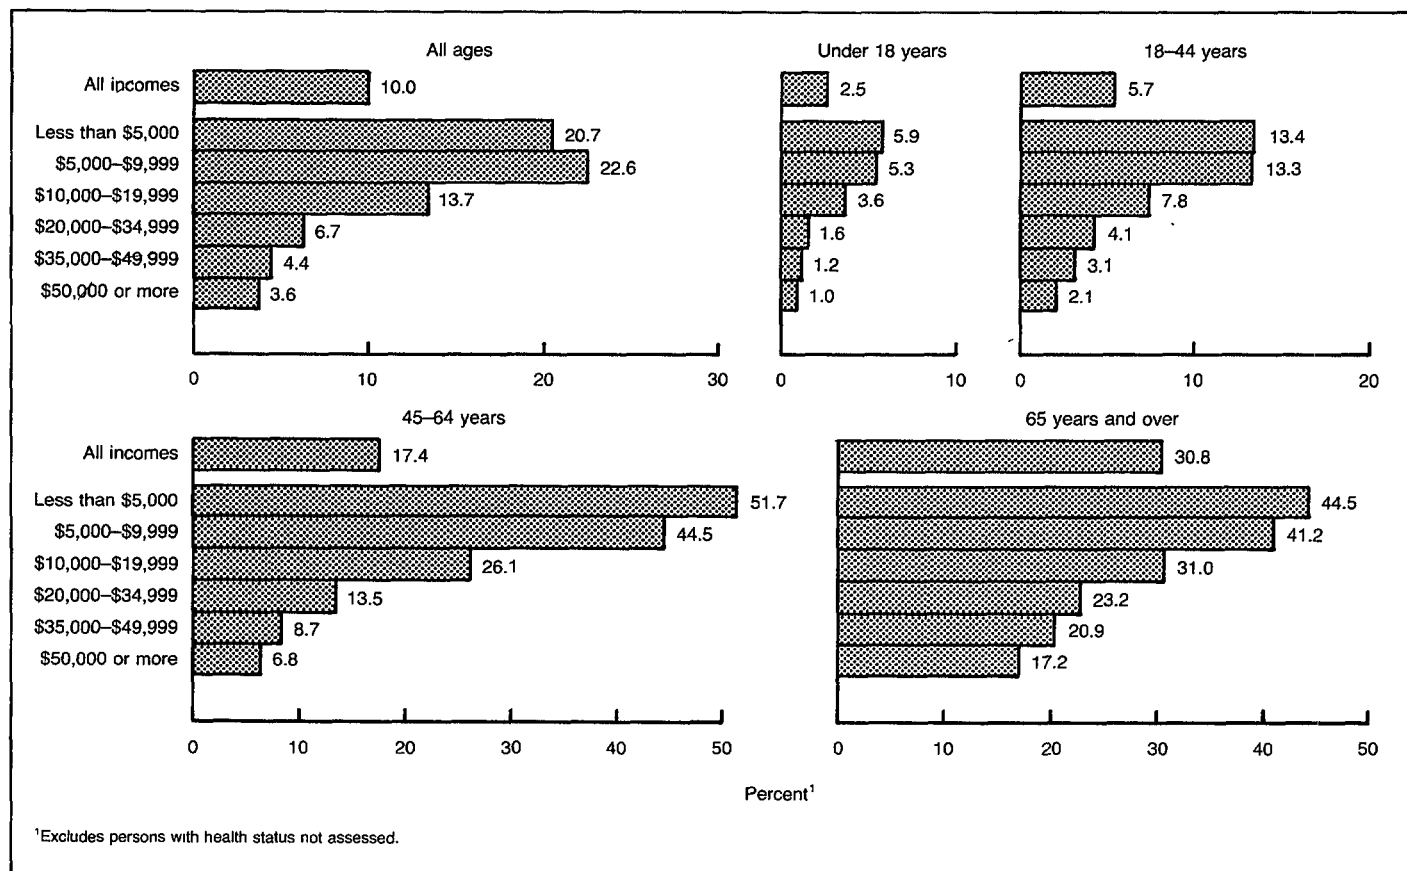 All ages
All incomes 10.0
Less than $5,000 20.7
$5,000–$9,999 22.6
$10,000–$19,999 13.7
$20,000–$34,999 6.7
$35,000–$49,999 4.4
$50,000 or more 3.6
0 10 20 30
Under 18 years
2.5
5.9
5.3
3.6
1.6
1.2
1.0
0 10
18–44 years
5.7
13.4
13.3
7.8
4.1
3.1
2.1
0 10 20
45–64 years
All incomes 17.4
Less than $5,000 51.7
$5,000–$9,999 44.5
$10,000–$19,999 26.1
$20,000–$34,999 13.5
$35,000–$49,999 8.7
$50,000 or more 6.8
0 10 20 30 40 50
65 years and over
30.8
44.5
41.2
31.0
23.2
20.9
17.2
0 10 20 30 40 50
Percent¹
¹Excludes persons with health status not assessed.